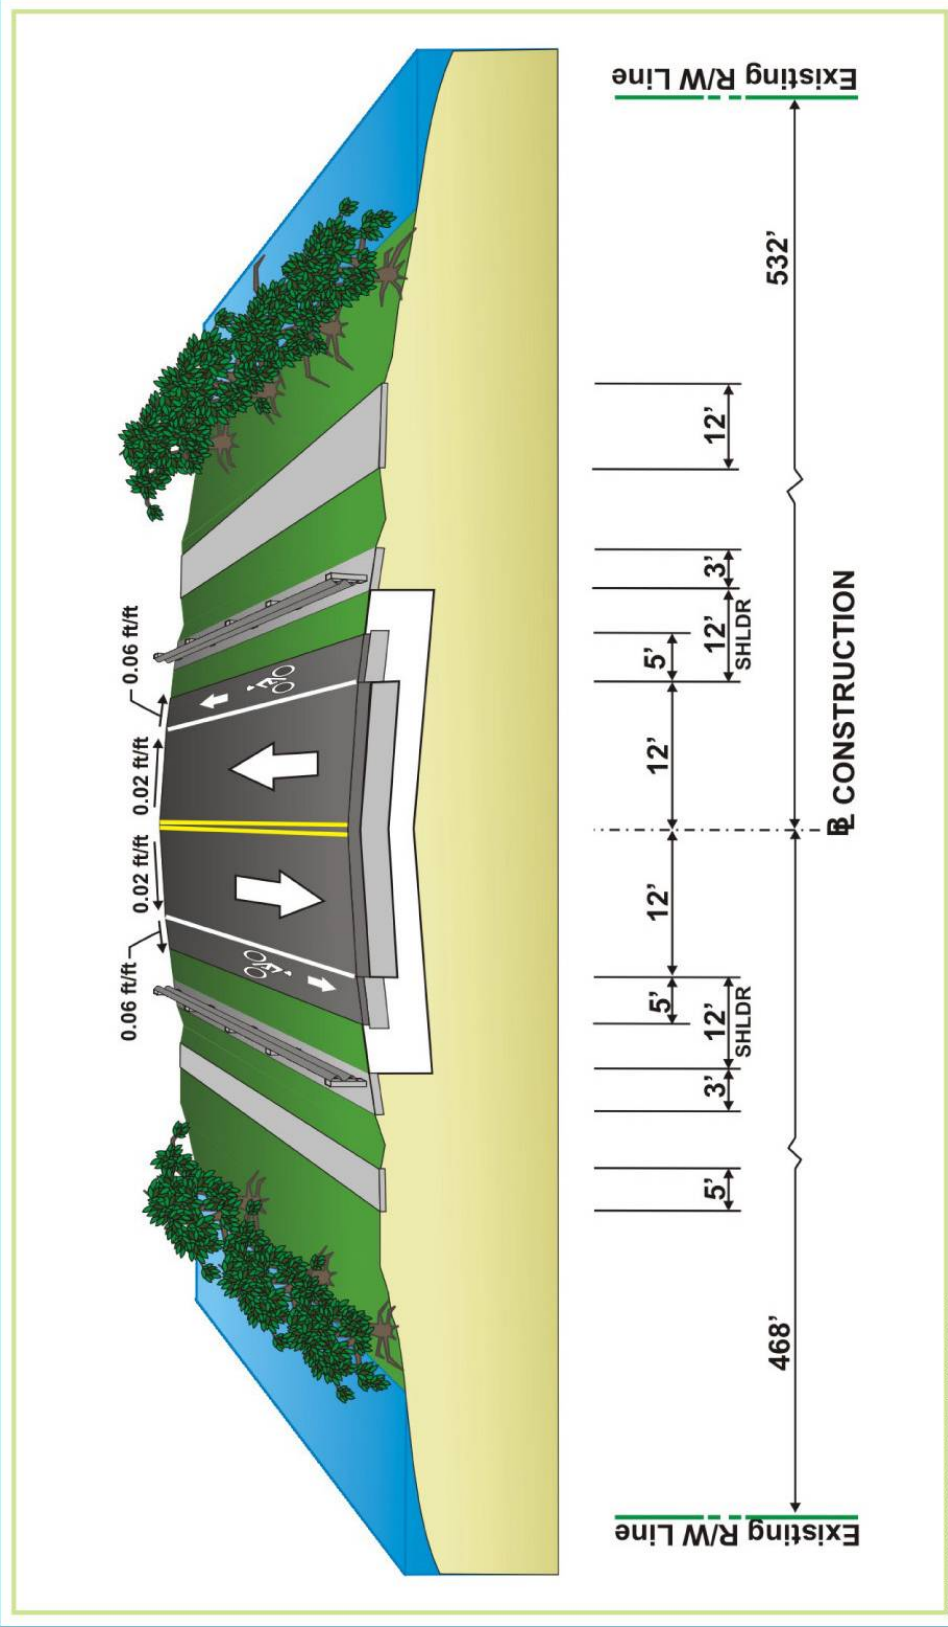 0.06 ft/ft
0.02 ft/ft
0.02 ft/ft
0.06 ft/ft
Existing R/W Line
Existing R/W Line
5'
12'
12'
5'
5'
3'
12'
SHLDR
12'
SHLDR
3'
12'
468'
532'
BL CONSTRUCTION